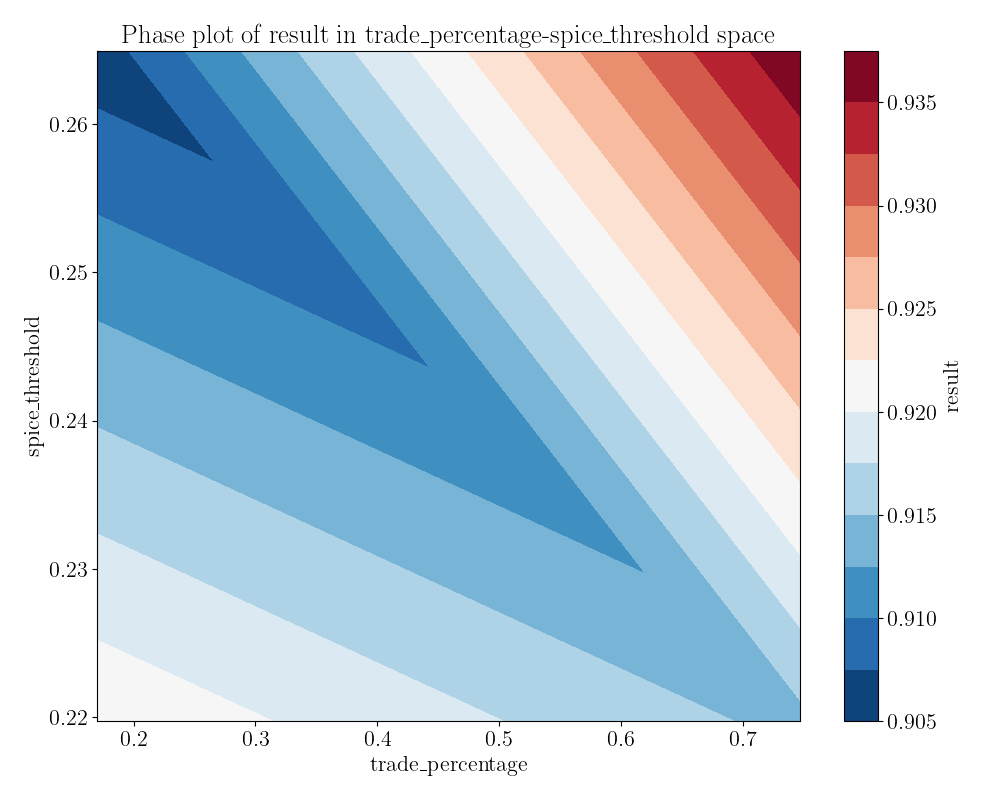 Phase plot of result in trade_percentage-spice_threshold space
spice_threshold
0.26
0.25
0.24
0.23
0.22
0.2 0.3 0.4 0.5 0.6 0.7
trade_percentage
0.935
0.930
0.925
0.920
0.915
0.910
0.905
result